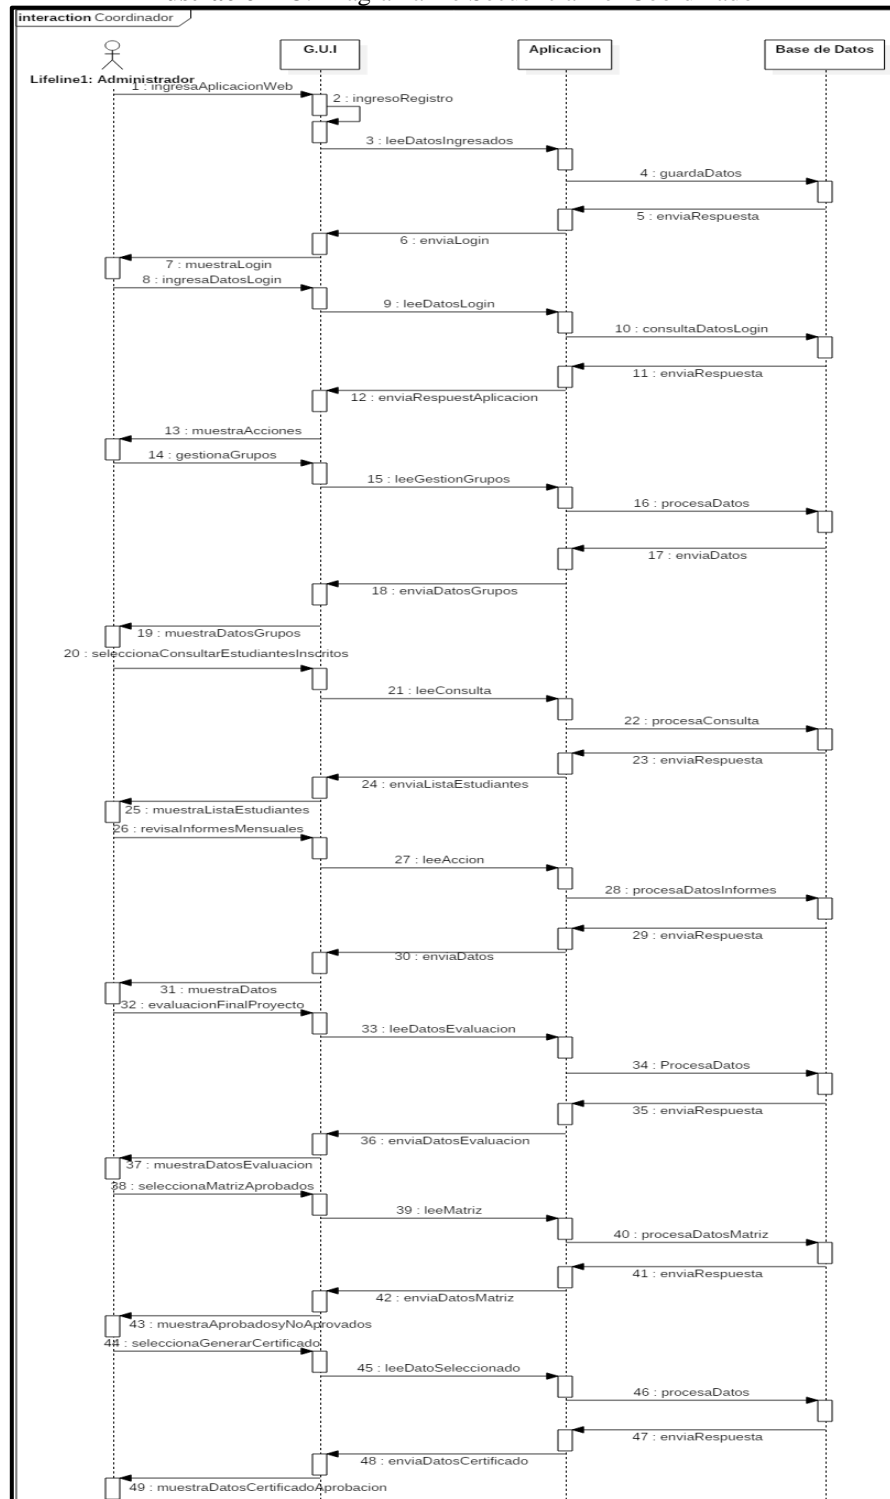 interaction Coordinador
G.U.I
Aplicacion
Base de Datos
Lifeline1: Administrador
1 : ingresaAplicacionWeb
2 : ingresoRegistro
3 : leeDatosIngresados
4 : guardaDatos
5 : enviaRespuesta
6 : enviaLogin
7 : muestraLogin
8 : ingresaDatosLogin
9 : leeDatosLogin
10 : consultaDatosLogin
11 : enviaRespuesta
12 : enviaRespuestAplicacion
13 : muestraAcciones
14 : gestionaGrupos
15 : leeGestionGrupos
16 : procesaDatos
17 : enviaDatos
18 : enviaDatosGrupos
19 : muestraDatosGrupos
20 : seleccionaConsultarEstudiantesInscritos
21 : leeConsulta
22 : procesaConsulta
23 : enviaRespuesta
24 : enviaListaEstudiantes
25 : muestraListaEstudiantes
26 : revisaInformesMensuales
27 : leeAccion
28 : procesaDatosInformes
29 : enviaRespuesta
30 : enviaDatos
31 : muestraDatos
32 : evaluacionFinalProyecto
33 : leeDatosEvaluacion
34 : ProcesaDatos
35 : enviaRespuesta
36 : enviaDatosEvaluacion
37 : muestraDatosEvaluacion
38 : seleccionaMatrizAprobados
39 : leeMatriz
40 : procesaDatosMatriz
41 : enviaRespuesta
42 : enviaDatosMatriz
43 : muestraAprobadosyNoAprovados
44 : seleccionaGenerarCertificado
45 : leeDatoSeleccionado
46 : procesaDatos
47 : enviaRespuesta
48 : enviaDatosCertificado
49 : muestraDatosCertificadoAprobacion